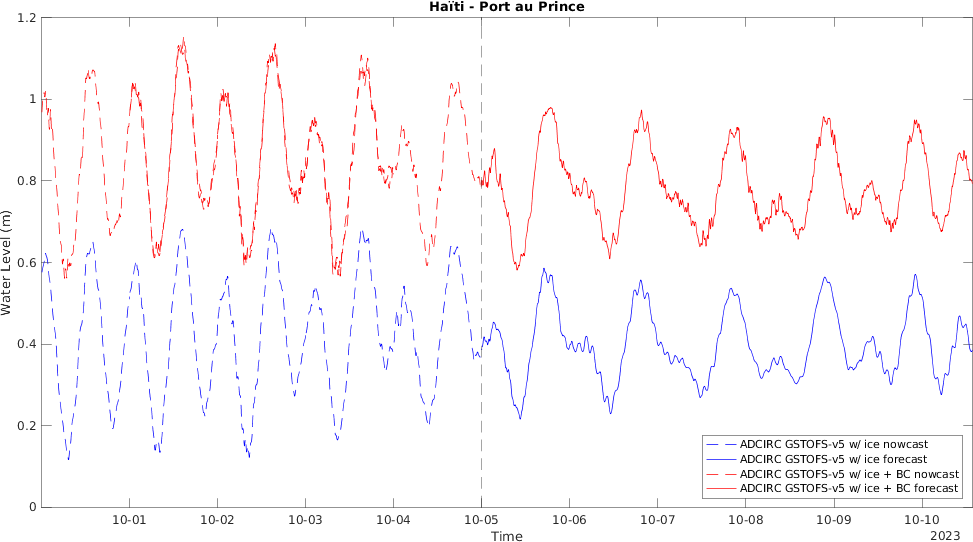 Haïti - Port au Prince
Water Level (m)
1.2
1
0.8
0.6
0.4
0.2
0
10-01 10-02 10-03 10-04 10-05 10-06 10-07 10-08 10-09 10-10
Time
2023
ADCIRC GSTOFS-v5 w/ ice nowcast
ADCIRC GSTOFS-v5 w/ ice forecast
ADCIRC GSTOFS-v5 w/ ice + BC nowcast
ADCIRC GSTOFS-v5 w/ ice + BC forecast